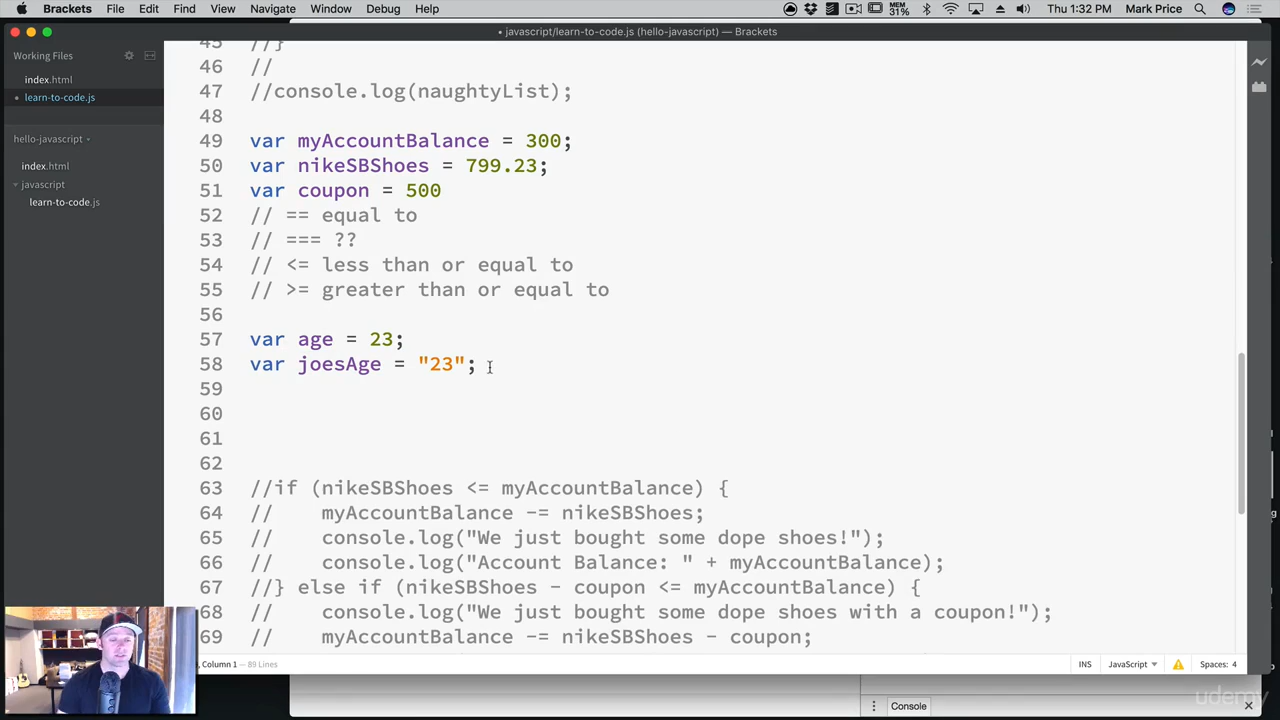 Brackets File Edit Find View Navigate Window Debug Help MEM 31% Thu 1:32 PM Mark Price
• javascript/learn-to-code.js (hello-javascript) — Brackets
Working Files
index.html
learn-to-code.js
hello-javascript
index.html
javascript
learn-to-code.js
45 //}
46 //
47 //console.log(naughtyList);
48
49 var myAccountBalance = 300;
50 var nikeSBShoes = 799.23;
51 var coupon = 500
52 // == equal to
53 // === ??
54 // <= less than or equal to
55 // >= greater than or equal to
56
57 var age = 23;
58 var joesAge = "23";
59
60
61
62
63 //if (nikeSBShoes <= myAccountBalance) {
64 // myAccountBalance -= nikeSBShoes;
65 // console.log("We just bought some dope shoes!");
66 // console.log("Account Balance: " + myAccountBalance);
67 //} else if (nikeSBShoes - coupon <= myAccountBalance) {
68 // console.log("We just bought some dope shoes with a coupon!");
69 // myAccountBalance -= nikeSBShoes - coupon;
, Column 1 — 89 Lines INS JavaScript Spaces: 4
Console
udemy